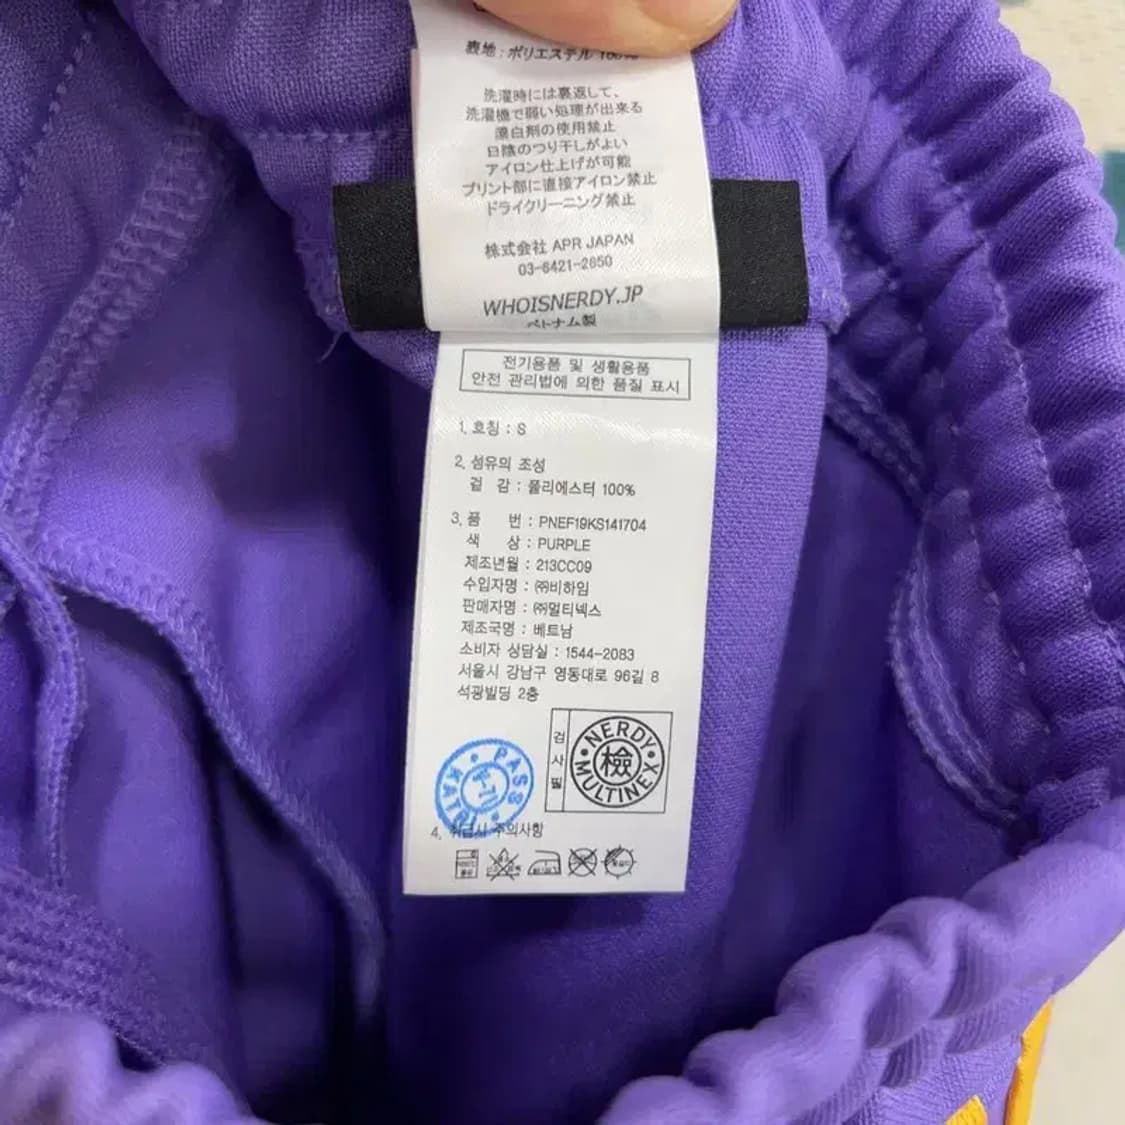 表地 : ポリエステル 100%
洗濯時には裏返して、
洗濯機で弱い処理が出来る
漂白剤の使用禁止
日陰のつり干しがよい
アイロン仕上げが可能
プリント部に直接アイロン禁止
ドライクリーニング禁止
株式会社 APR JAPAN
03-6421-2850
WHOISNERDY.JP
ベトナム製
전기용품 및 생활용품
안전 관리법에 의한 품질 표시
1. 호칭 : S
2. 섬유의 조성
겉 감 : 폴리에스터 100%
3. 품 번 : PNEF19KS141704
색 상 : PURPLE
제조년월 : 213CC09
수입자명 : ㈜비하임
판매자명 : ㈜멀티넥스
제조국명 : 베트남
소비자 상담실 : 1544-2083
서울시 강남구 영동대로 96길 8
석광빌딩 2층
검사필
NERDY
檢
MULTINEX
PASS
4. 취급시 주의사항